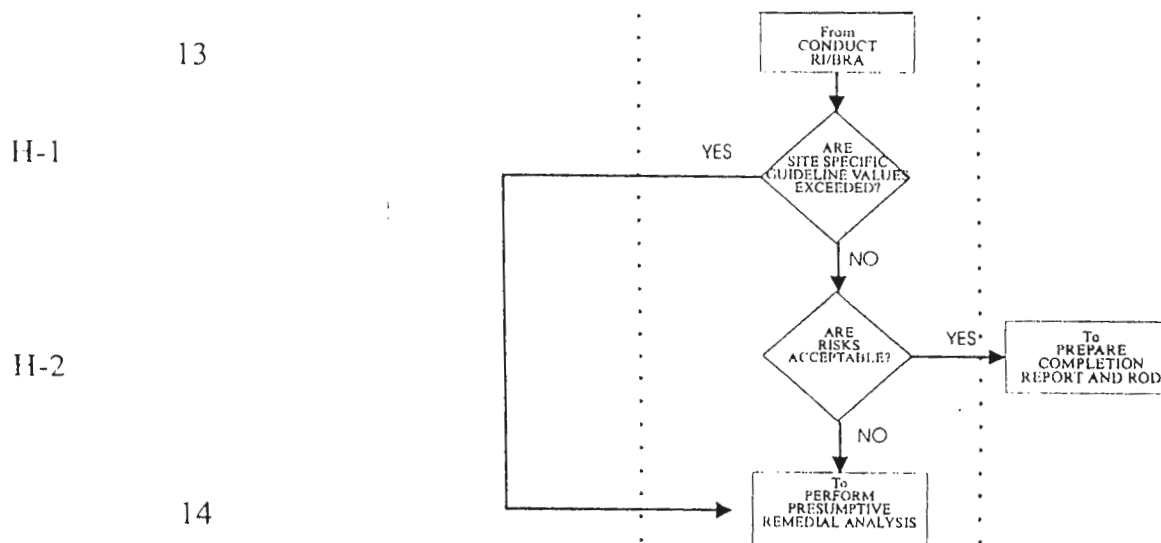 13
From
CONDUCT
RI/BRA
H-1
YES
ARE
SITE SPECIFIC
GUIDELINE VALUES
EXCEEDED?
NO
H-2
ARE
RISKS
ACCEPTABLE?
YES
To
PREPARE
COMPLETION
REPORT AND ROD
NO
14
To
PERFORM
PRESUMPTIVE
REMEDIAL ANALYSIS